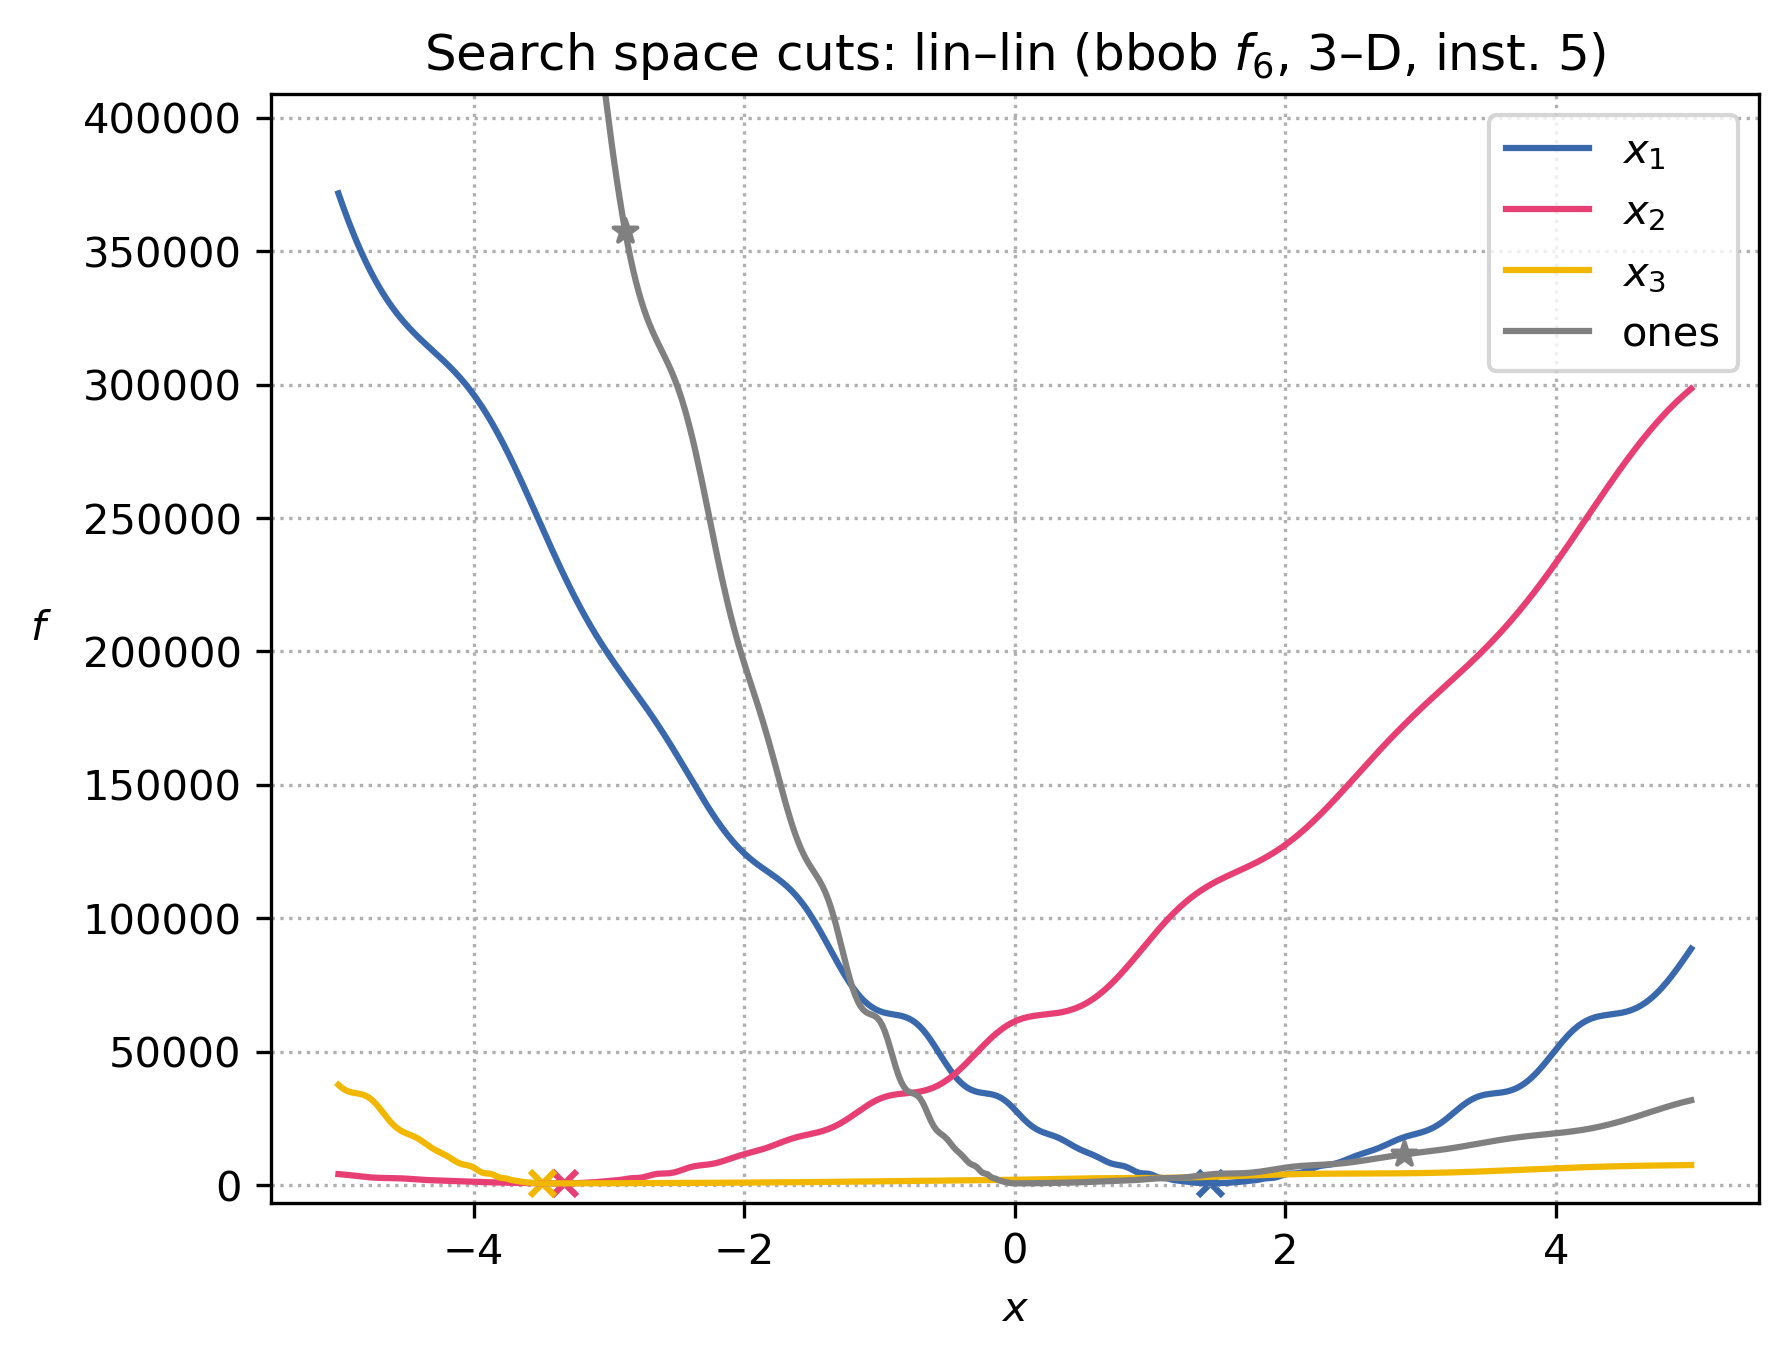 Search space cuts: lin–lin (bbob f₆, 3–D, inst. 5)
400000
350000
300000
250000
200000
150000
100000
50000
0
f
x₁
x₂
x₃
ones
−4 −2 0 2 4
x